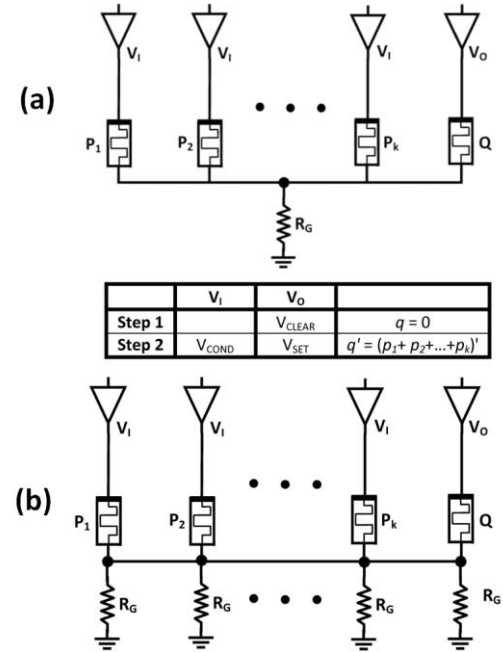 V_I V_I V_I V_O
(a)
P_1 P_2 P_k Q
R_G
V_I V_O
Step 1 V_CLEAR q = 0
Step 2 V_COND V_SET q' = (p_1+ p_2+...+p_k)'
V_I V_I V_I V_O
(b)
P_1 P_2 P_k Q
R_G R_G R_G R_G